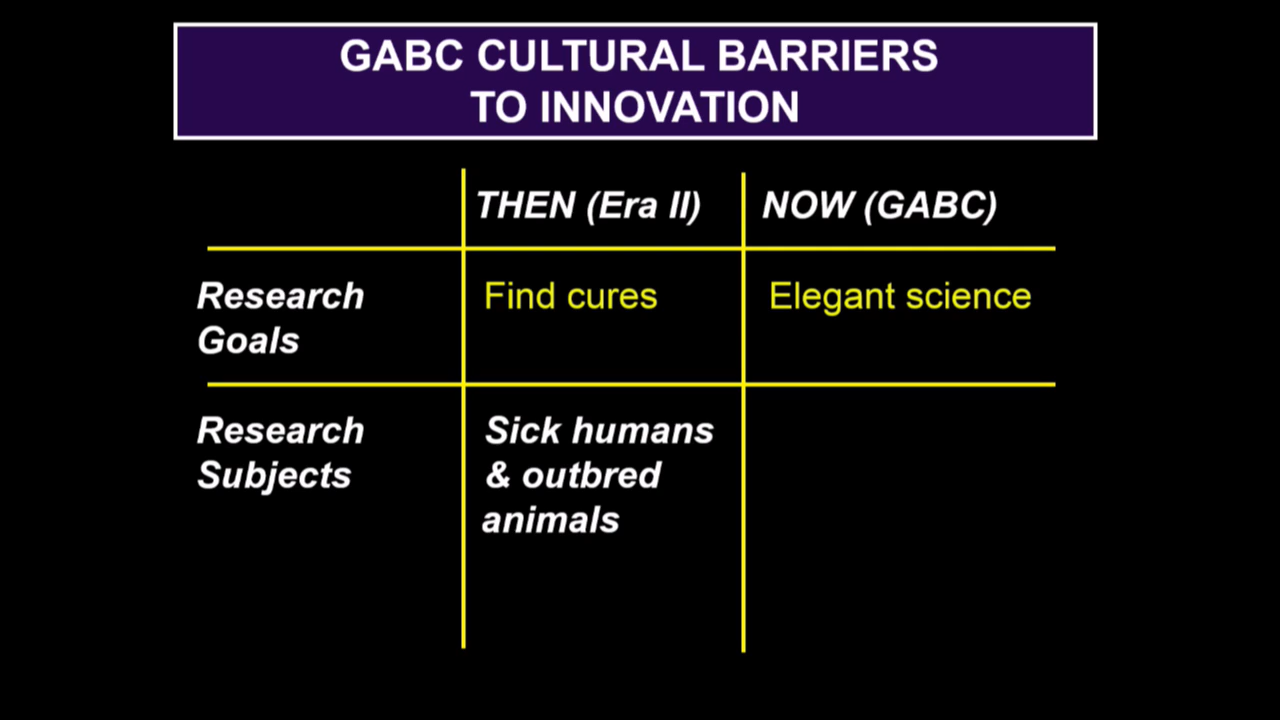 GABC CULTURAL BARRIERS
TO INNOVATION
THEN (Era II)
NOW (GABC)
Research
Goals
Find cures
Elegant science
Research
Subjects
Sick humans
& outbred
animals